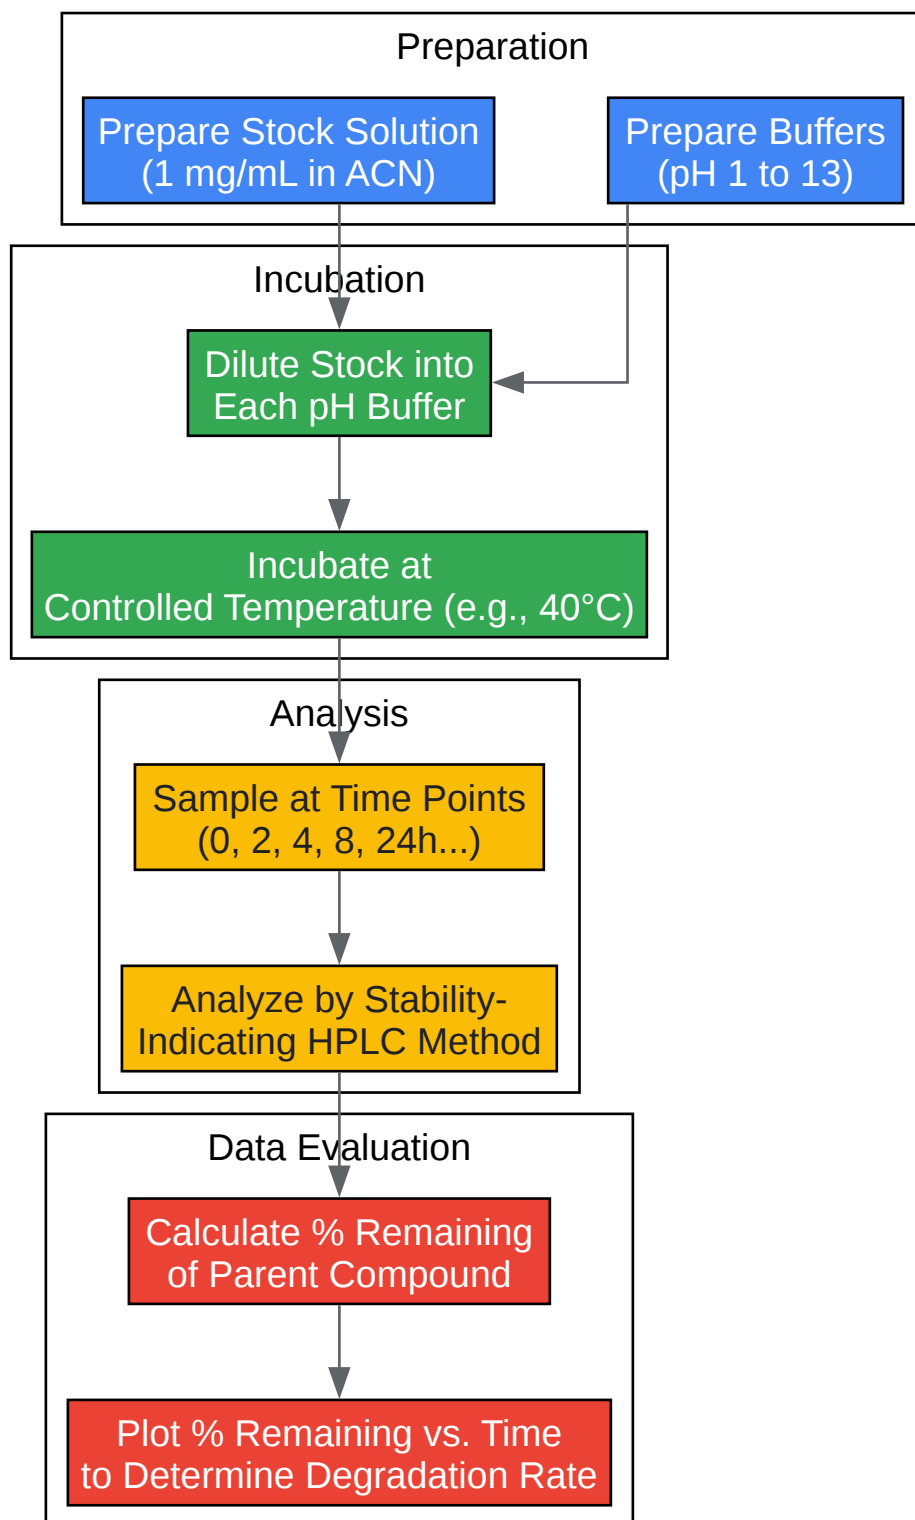 Preparation
Prepare Stock Solution
(1 mg/mL in ACN)
Prepare Buffers
(pH 1 to 13)
Incubation
Dilute Stock into
Each pH Buffer
Incubate at
Controlled Temperature (e.g., 40°C)
Analysis
Sample at Time Points
(0, 2, 4, 8, 24h...)
Analyze by Stability-
Indicating HPLC Method
Data Evaluation
Calculate % Remaining
of Parent Compound
Plot % Remaining vs. Time
to Determine Degradation Rate